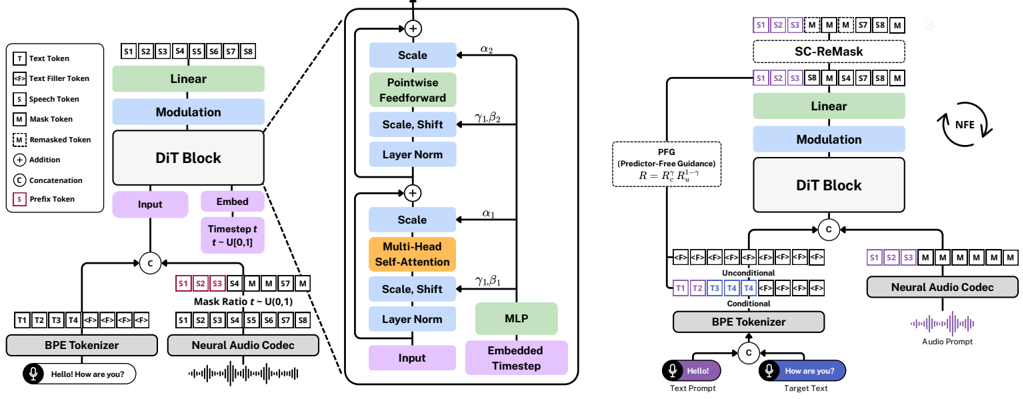 T Text Token
<F> Text Filler Token
S Speech Token
M Mask Token
M Remasked Token
+ Addition
C Concatenation
S Prefix Token
S1 S2 S3 S4 S5 S6 S7 S8
Linear
Modulation
DiT Block
Input
Embed
Timestep t
t ~ U[0,1]
C
S1 S2 S3 S4 M M S7 M
Mask Ratio t ~ U(0,1)
T1 T2 T3 T4 <F> <F> <F> <F>
S1 S2 S3 S4 S5 S6 S7 S8
BPE Tokenizer
Neural Audio Codec
Hello! How are you?
+
Scale
α₂
Pointwise
Feedforward
Scale, Shift
γ₁,β₂
Layer Norm
+
Scale
α₁
Multi-Head
Self-Attention
Scale, Shift
γ₁,β₁
Layer Norm
MLP
Input
Embedded
Timestep
S1 S2 S3 M M M S7 S8 M
3
SC-ReMask
S1 S2 S3 S8 M S4 S7 S8 M
Linear
Modulation
NFE
PFG
(Predictor-Free Guidance)
R = R_c^γ R_u^{1-γ}
DiT Block
C
<F> <F> <F> <F> <F> <F> <F> <F> <F>
Unconditional
T1 T2 T3 T4 T4 <F> <F> <F> <F>
Conditional
S1 S2 S3 M M M M M M
BPE Tokenizer
Neural Audio Codec
Audio Prompt
C
Hello!
How are you?
Text Prompt
Target Text